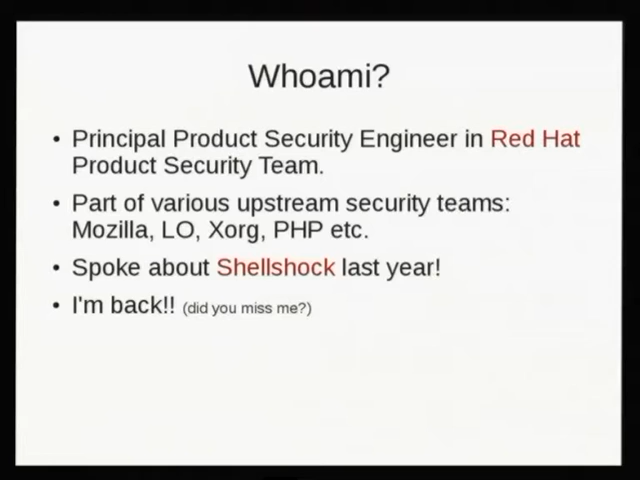 Whoami?
• Principal Product Security Engineer in Red Hat
Product Security Team.
• Part of various upstream security teams:
Mozilla, LO, Xorg, PHP etc.
• Spoke about Shellshock last year!
• I'm back!! (did you miss me?)